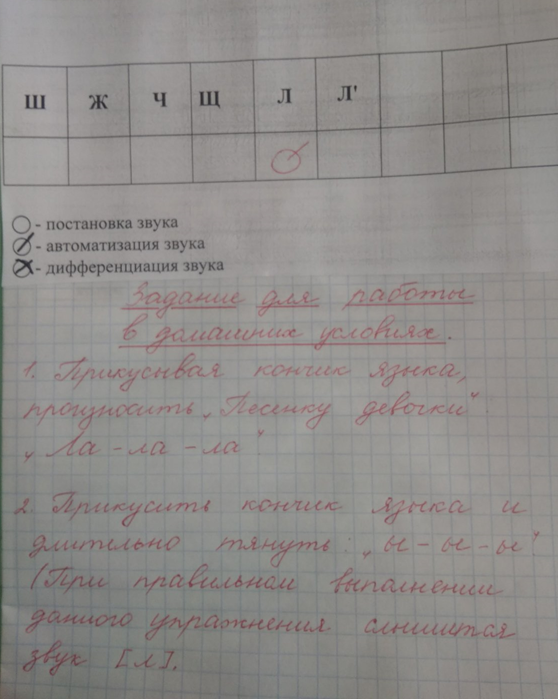 Ш Ж Ч Щ Л Л'
- постановка звука
- автоматизация звука
- дифференциация звука
Задание для работы
в домашних условиях.
1. Прикусывая кончик языка,
произносить „Песенку девочки"
„Ла - ла - ла"
2. Прикусить кончик языка и
длительно тянуть: „ы - ы - ы"
(При правильном выполнении
данного упражнения слышится
звук [л].